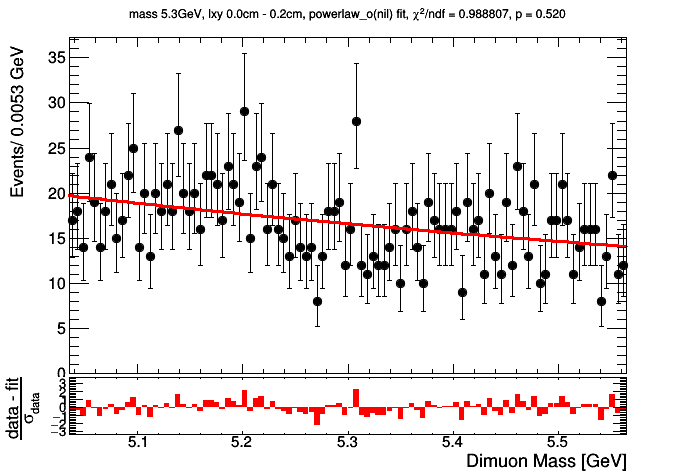 mass 5.3GeV, lxy 0.0cm - 0.2cm, powerlaw_o(nil) fit, χ²/ndf = 0.988807, p = 0.520
Events/ 0.0053 GeV
35
30
25
20
15
10
5
0
data - fit
σdata
3
2
1
0
−1
−2
−3
5.1 5.2 5.3 5.4 5.5
Dimuon Mass [GeV]